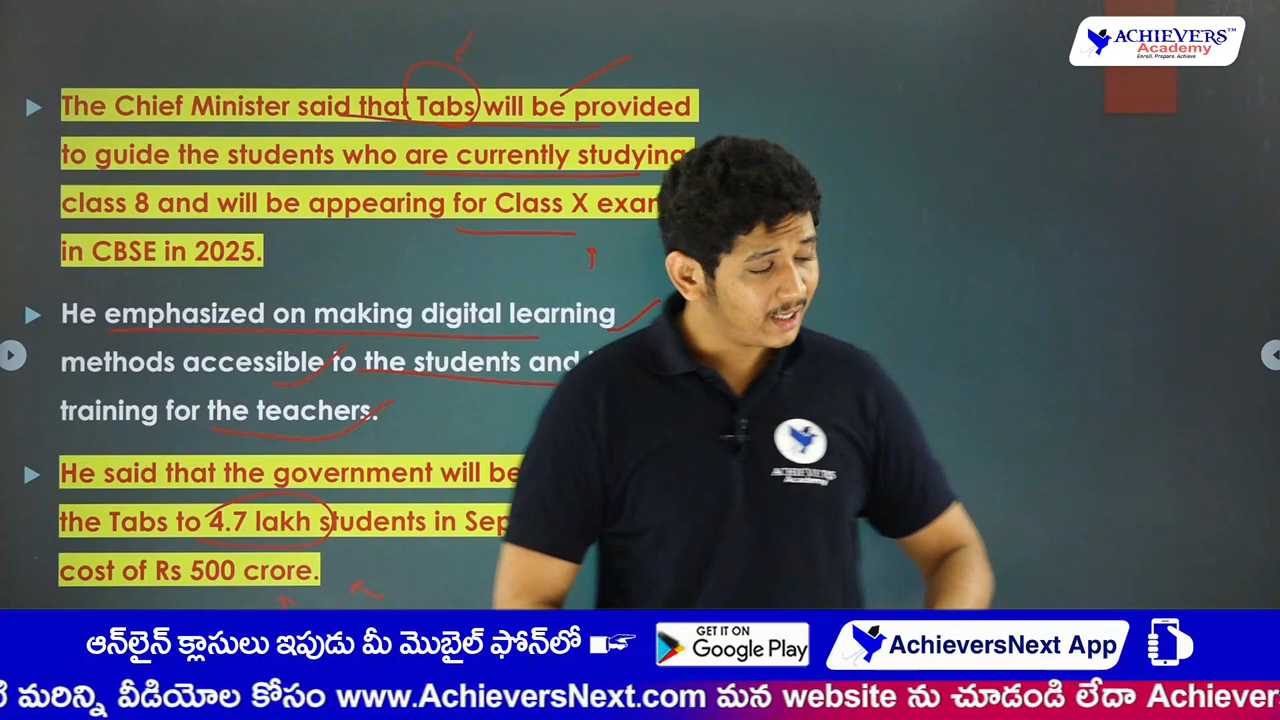 ACHIEVERS™
Academy
Enroll. Prepare. Achieve
The Chief Minister said that Tabs will be provided
to guide the students who are currently studying
class 8 and will be appearing for Class X
in CBSE in 2025.
He emphasized on making digital learning
methods accessible to the students and
training for the teachers.
He said that the government will be
the Tabs to 4.7 lakh students in
cost of Rs 500 crore.
ACHIEVERS
Academy
ఆన్‌లైన్ క్లాసులు ఇపుడు మీ మొబైల్ ఫోన్‌లో
GET IT ON
Google Play
AchieversNext App
మరిన్ని వీడియోల కోసం www.AchieversNext.com మన website ను చూడండి లేదా